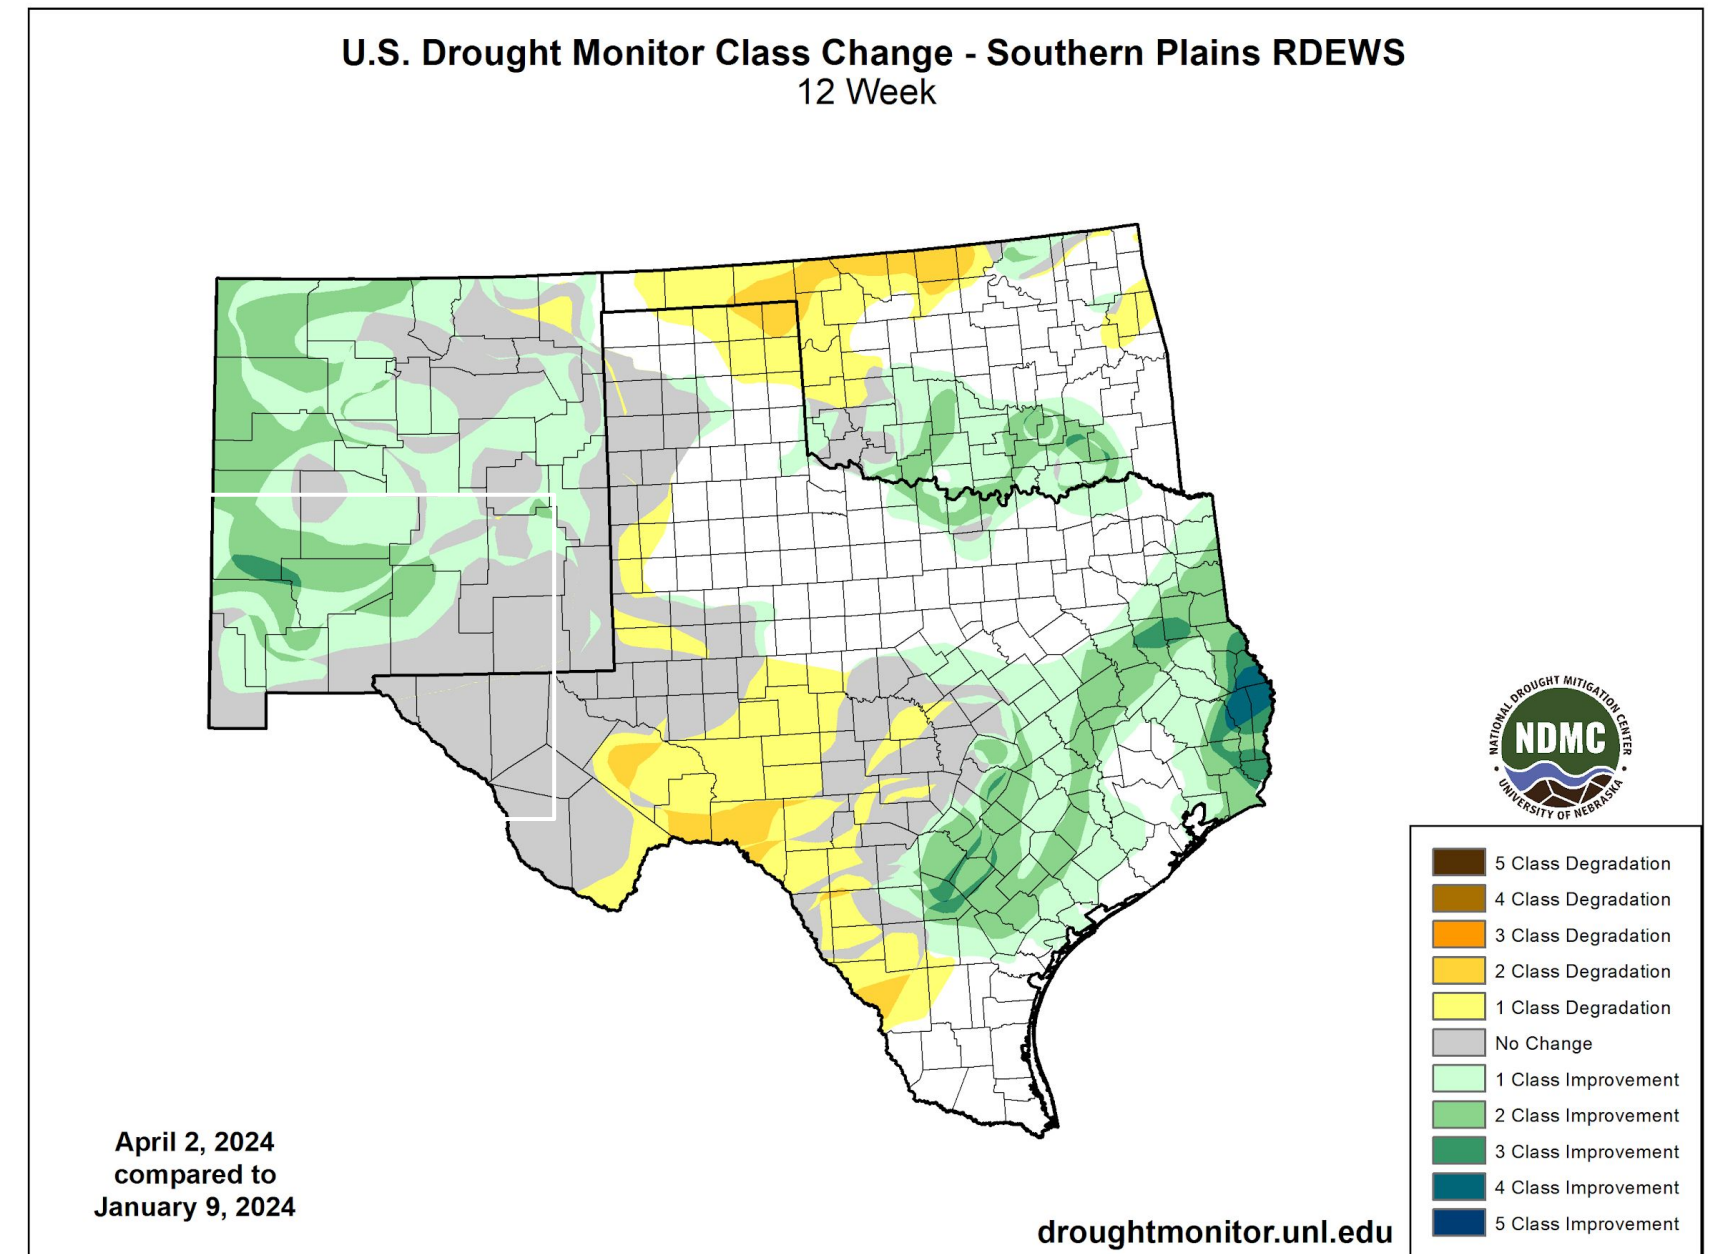 U.S. Drought Monitor Class Change - Southern Plains RDEWS
12 Week
NATIONAL DROUGHT MITIGATION CENTER
NDMC
UNIVERSITY OF NEBRASKA
5 Class Degradation
4 Class Degradation
3 Class Degradation
2 Class Degradation
1 Class Degradation
No Change
1 Class Improvement
2 Class Improvement
3 Class Improvement
4 Class Improvement
5 Class Improvement
April 2, 2024
compared to
January 9, 2024
droughtmonitor.unl.edu